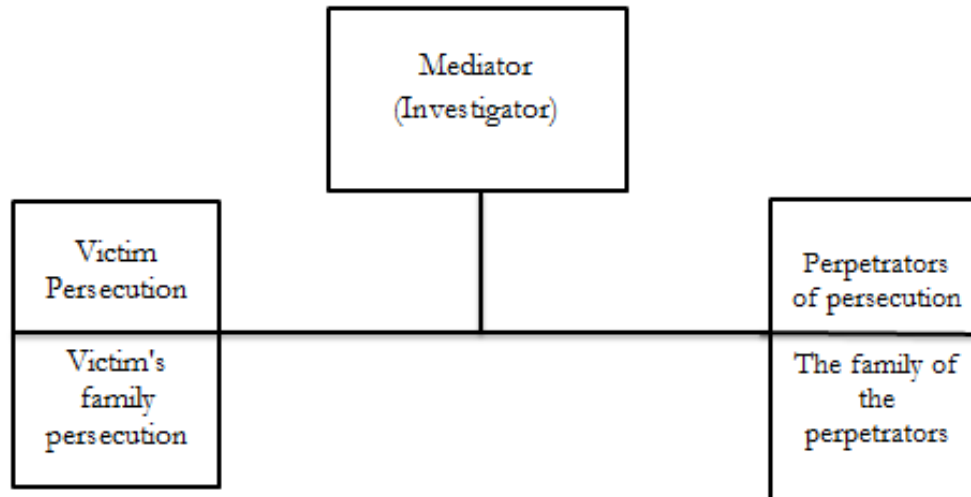 Mediator
(Investigator)
Victim
Persecution
Victim's
family
persecution
Perpetrators
of persecution
The family of
the
perpetrators